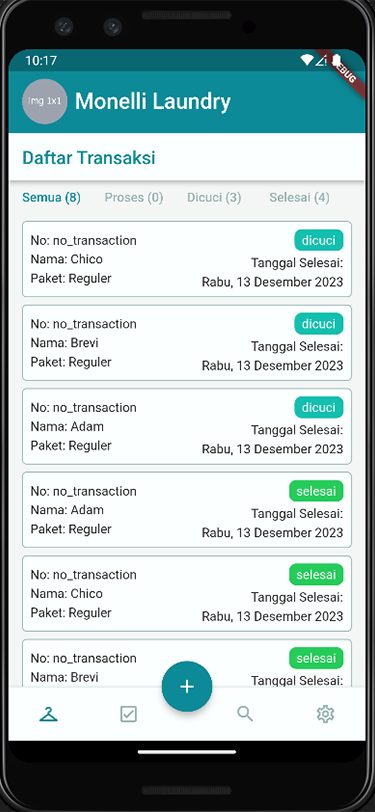 10:17
DEBUG
Img 1x1
Monelli Laundry
Daftar Transaksi
Semua (8) Proses (0) Dicuci (3) Selesai (4)
No: no_transaction
dicuci
Nama: Chico
Tanggal Selesai:
Paket: Reguler
Rabu, 13 Desember 2023
No: no_transaction
dicuci
Nama: Brevi
Tanggal Selesai:
Paket: Reguler
Rabu, 13 Desember 2023
No: no_transaction
dicuci
Nama: Adam
Tanggal Selesai:
Paket: Reguler
Rabu, 13 Desember 2023
No: no_transaction
selesai
Nama: Adam
Tanggal Selesai:
Paket: Reguler
Rabu, 13 Desember 2023
No: no_transaction
selesai
Nama: Chico
Tanggal Selesai:
Paket: Reguler
Rabu, 13 Desember 2023
No: no_transaction
selesai
Nama: Brevi
Tanggal Selesai: